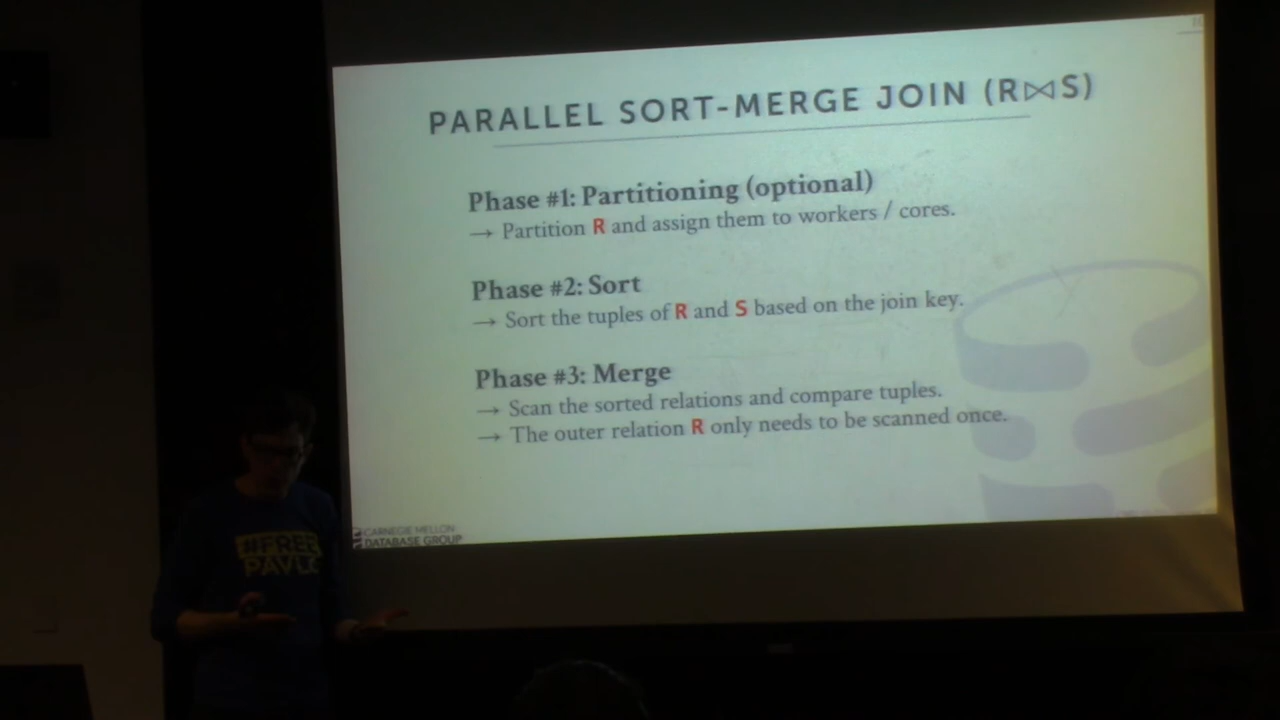 PARALLEL SORT-MERGE JOIN (R⋈S)
Phase #1: Partitioning (optional)
→ Partition R and assign them to workers / cores.
Phase #2: Sort
→ Sort the tuples of R and S based on the join key.
Phase #3: Merge
→ Scan the sorted relations and compare tuples.
→ The outer relation R only needs to be scanned once.
CARNEGIE MELLON
DATABASE GROUP
#FREE
PAVLO